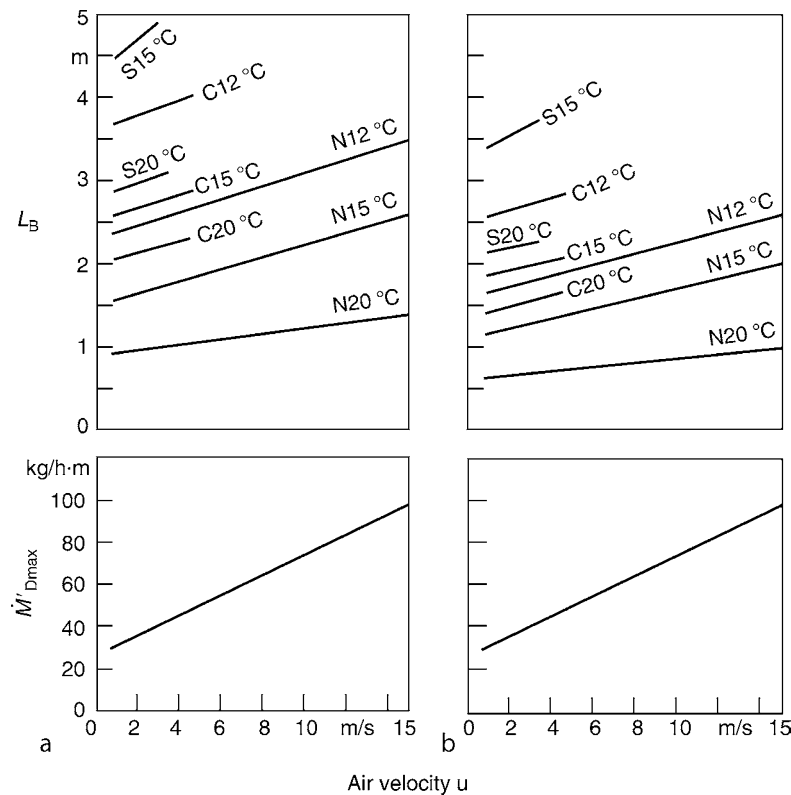 5
m
4
3
L_B
2
1
0
S15 °C
C12 °C
S20 °C
C15 °C
N12 °C
C20 °C
N15 °C
N20 °C
S15 °C
C12 °C
S20 °C
C15 °C
N12 °C
C20 °C
N15 °C
N20 °C
kg/h·m
100
80
60
40
20
0
Ṁ'_Dmax
0 2 4 6 8 10 m/s 15
0 2 4 6 8 10 m/s 15
a
b
Air velocity u